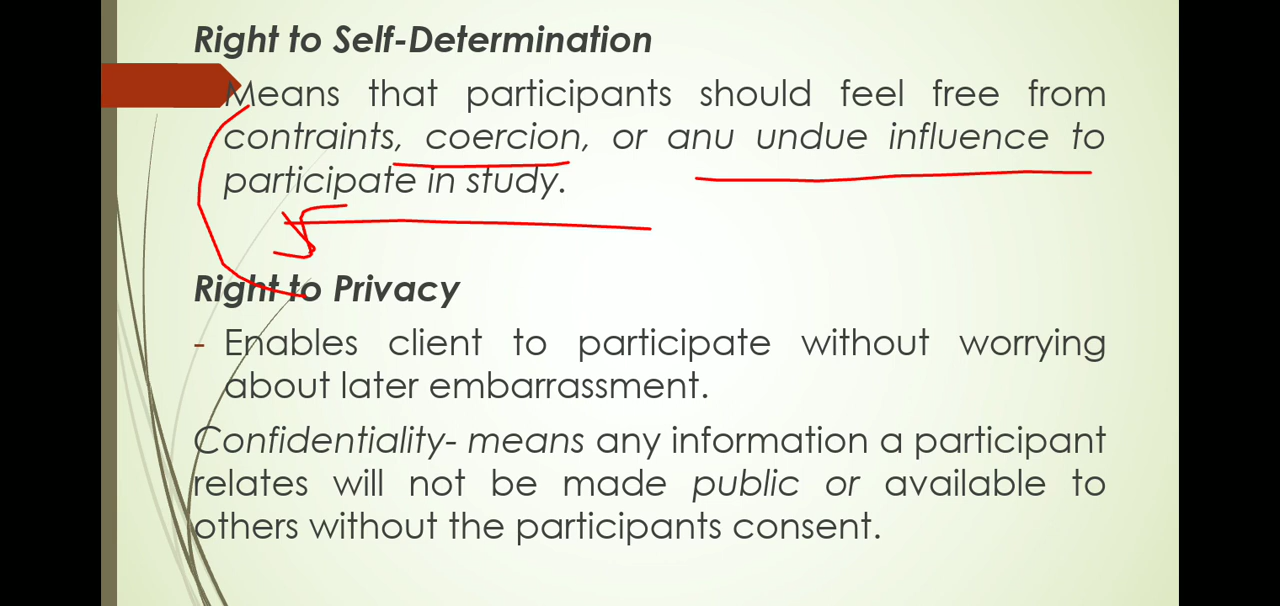 Right to Self-Determination
Means that participants should feel free from
contraints, coercion, or anu undue influence to
participate in study.
Right to Privacy
- Enables client to participate without worrying
about later embarrassment.
Confidentiality- means any information a participant
relates will not be made public or available to
others without the participants consent.